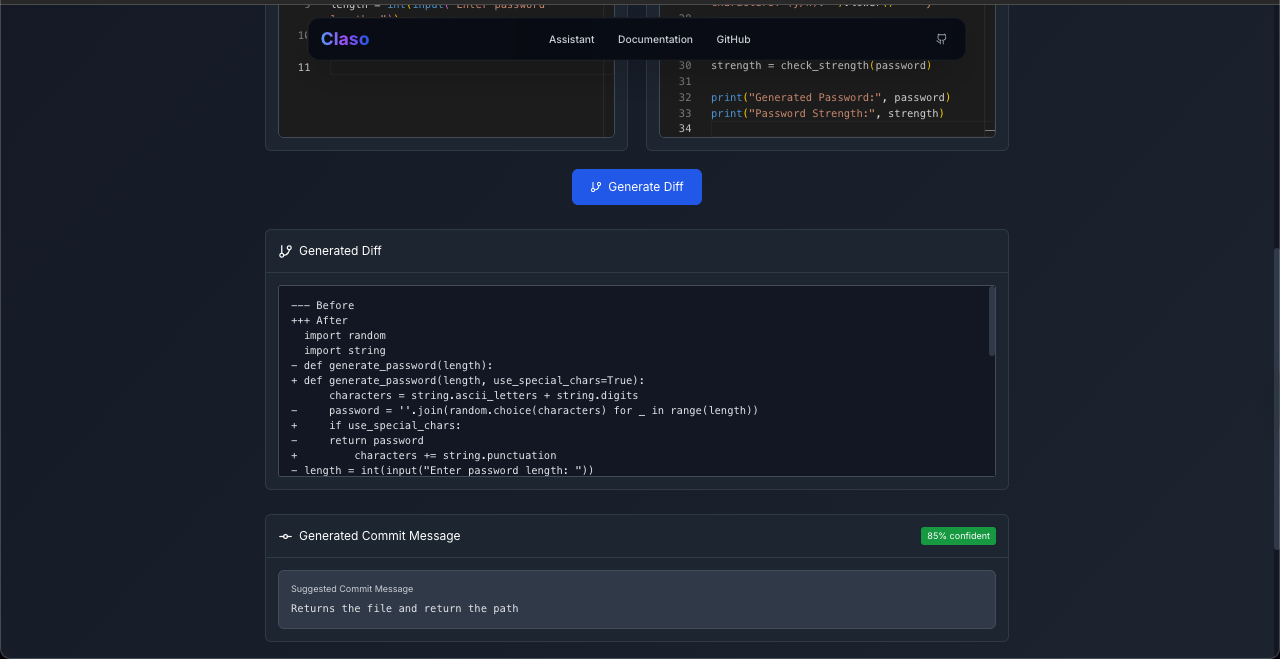 length = int(input("Enter password
10
11
Claso
Assistant Documentation GitHub
30 strength = check_strength(password)
31
32 print("Generated Password:", password)
33 print("Password Strength:", strength)
34
Generate Diff
Generated Diff
--- Before
+++ After
  import random
  import string
- def generate_password(length):
+ def generate_password(length, use_special_chars=True):
      characters = string.ascii_letters + string.digits
-     password = ''.join(random.choice(characters) for _ in range(length))
+     if use_special_chars:
-     return password
+         characters += string.punctuation
- length = int(input("Enter password length: "))
Generated Commit Message
85% confident
Suggested Commit Message
Returns the file and return the path